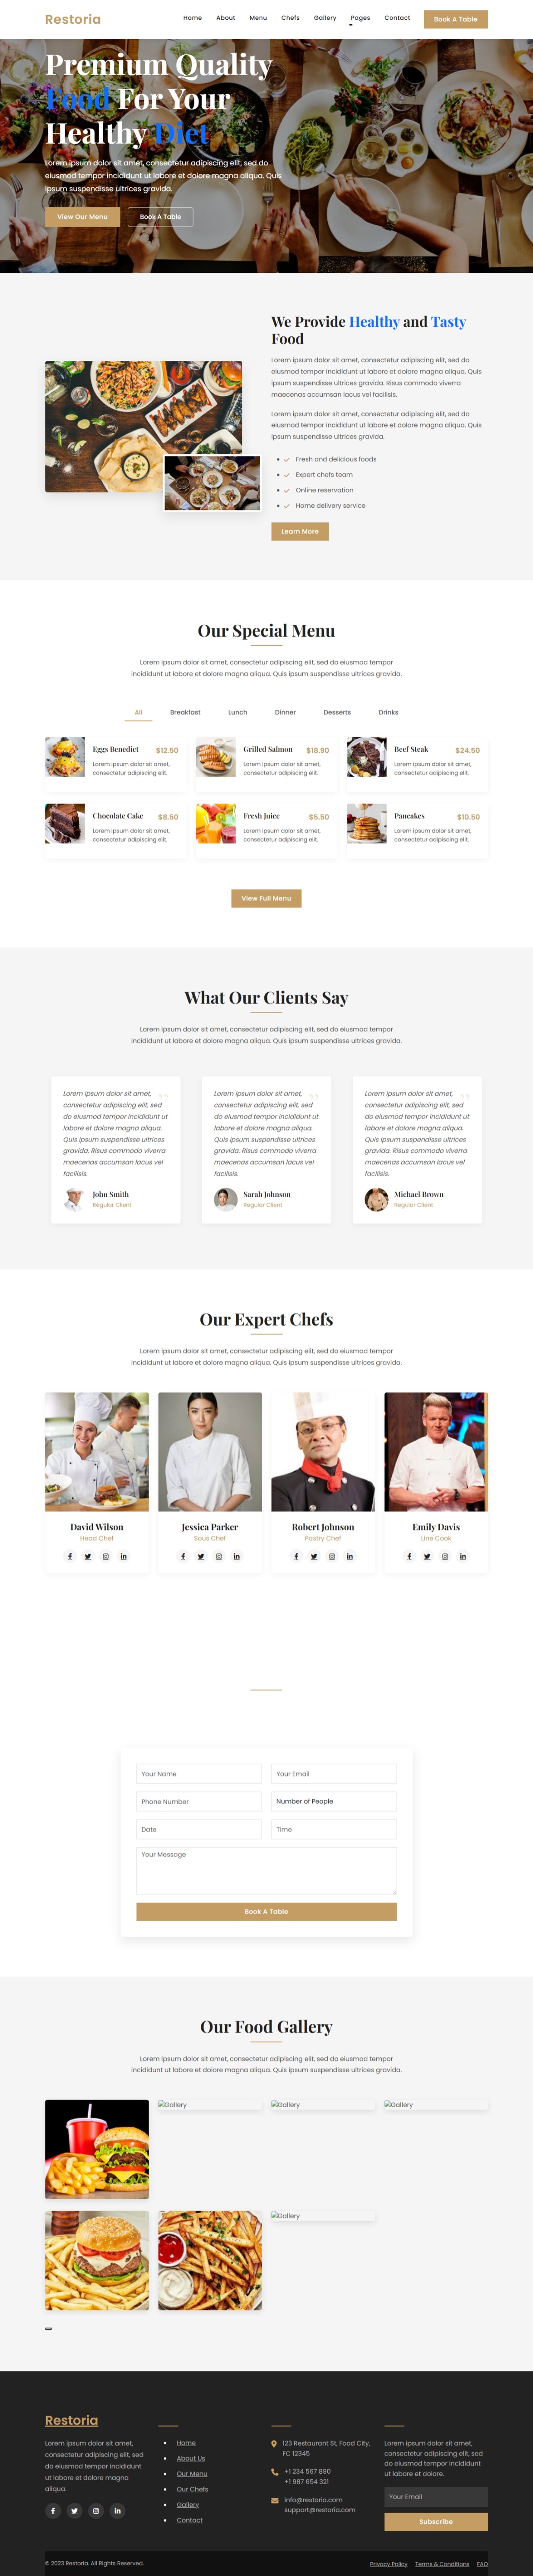 Restoria
Home About Menu Chefs Gallery Pages Contact Book A Table
Premium Quality
Food For Your
Healthy Diet
Lorem ipsum dolor sit amet, consectetur adipiscing elit, sed do
eiusmod tempor incididunt ut labore et dolore magna aliqua. Quis
ipsum suspendisse ultrices gravida.
View Our Menu Book A Table
We Provide Healthy and Tasty
Food
Lorem ipsum dolor sit amet, consectetur adipiscing elit, sed do
eiusmod tempor incididunt ut labore et dolore magna aliqua. Quis
ipsum suspendisse ultrices gravida. Risus commodo viverra
maecenas accumsan lacus vel facilisis.
Lorem ipsum dolor sit amet, consectetur adipiscing elit, sed do
eiusmod tempor incididunt ut labore et dolore magna aliqua. Quis
ipsum suspendisse ultrices gravida.
Fresh and delicious foods
Expert chefs team
Online reservation
Home delivery service
Learn More
Our Special Menu
Lorem ipsum dolor sit amet, consectetur adipiscing elit, sed do eiusmod tempor
incididunt ut labore et dolore magna aliqua. Quis ipsum suspendisse ultrices gravida.
All Breakfast Lunch Dinner Desserts Drinks
Eggs Benedict $12.50
Lorem ipsum dolor sit amet,
consectetur adipiscing elit.
Grilled Salmon $18.90
Lorem ipsum dolor sit amet,
consectetur adipiscing elit.
Beef Steak $24.50
Lorem ipsum dolor sit amet,
consectetur adipiscing elit.
Chocolate Cake $8.50
Lorem ipsum dolor sit amet,
consectetur adipiscing elit.
Fresh Juice $5.50
Lorem ipsum dolor sit amet,
consectetur adipiscing elit.
Pancakes $10.50
Lorem ipsum dolor sit amet,
consectetur adipiscing elit.
View Full Menu
What Our Clients Say
Lorem ipsum dolor sit amet, consectetur adipiscing elit, sed do eiusmod tempor
incididunt ut labore et dolore magna aliqua. Quis ipsum suspendisse ultrices gravida.
Lorem ipsum dolor sit amet,
consectetur adipiscing elit, sed
do eiusmod tempor incididunt ut
labore et dolore magna aliqua.
Quis ipsum suspendisse ultrices
gravida. Risus commodo viverra
maecenas accumsan lacus vel
facilisis.
John Smith
Regular Client
Lorem ipsum dolor sit amet,
consectetur adipiscing elit, sed
do eiusmod tempor incididunt ut
labore et dolore magna aliqua.
Quis ipsum suspendisse ultrices
gravida. Risus commodo viverra
maecenas accumsan lacus vel
facilisis.
Sarah Johnson
Regular Client
Lorem ipsum dolor sit amet,
consectetur adipiscing elit, sed
do eiusmod tempor incididunt ut
labore et dolore magna aliqua.
Quis ipsum suspendisse ultrices
gravida. Risus commodo viverra
maecenas accumsan lacus vel
facilisis.
Michael Brown
Regular Client
Our Expert Chefs
Lorem ipsum dolor sit amet, consectetur adipiscing elit, sed do eiusmod tempor
incididunt ut labore et dolore magna aliqua. Quis ipsum suspendisse ultrices gravida.
David Wilson
Head Chef
Jessica Parker
Sous Chef
Robert Johnson
Pastry Chef
Emily Davis
Line Cook
Your Name Your Email
Phone Number Number of People
Date Time
Your Message
Book A Table
Our Food Gallery
Lorem ipsum dolor sit amet, consectetur adipiscing elit, sed do eiusmod tempor
incididunt ut labore et dolore magna aliqua. Quis ipsum suspendisse ultrices gravida.
Gallery Gallery Gallery
Gallery
Restoria
Lorem ipsum dolor sit amet,
consectetur adipiscing elit, sed
do eiusmod tempor incididunt
ut labore et dolore magna
aliqua.
Home
About Us
Our Menu
Our Chefs
Gallery
Contact
123 Restaurant St, Food City,
FC 12345
+1 234 567 890
+1 987 654 321
info@restoria.com
support@restoria.com
Lorem ipsum dolor sit amet,
consectetur adipiscing elit, sed
do eiusmod tempor incididunt
ut labore et dolore.
Your Email
Subscribe
© 2023 Restoria. All Rights Reserved.
Privacy Policy Terms & Conditions FAQ